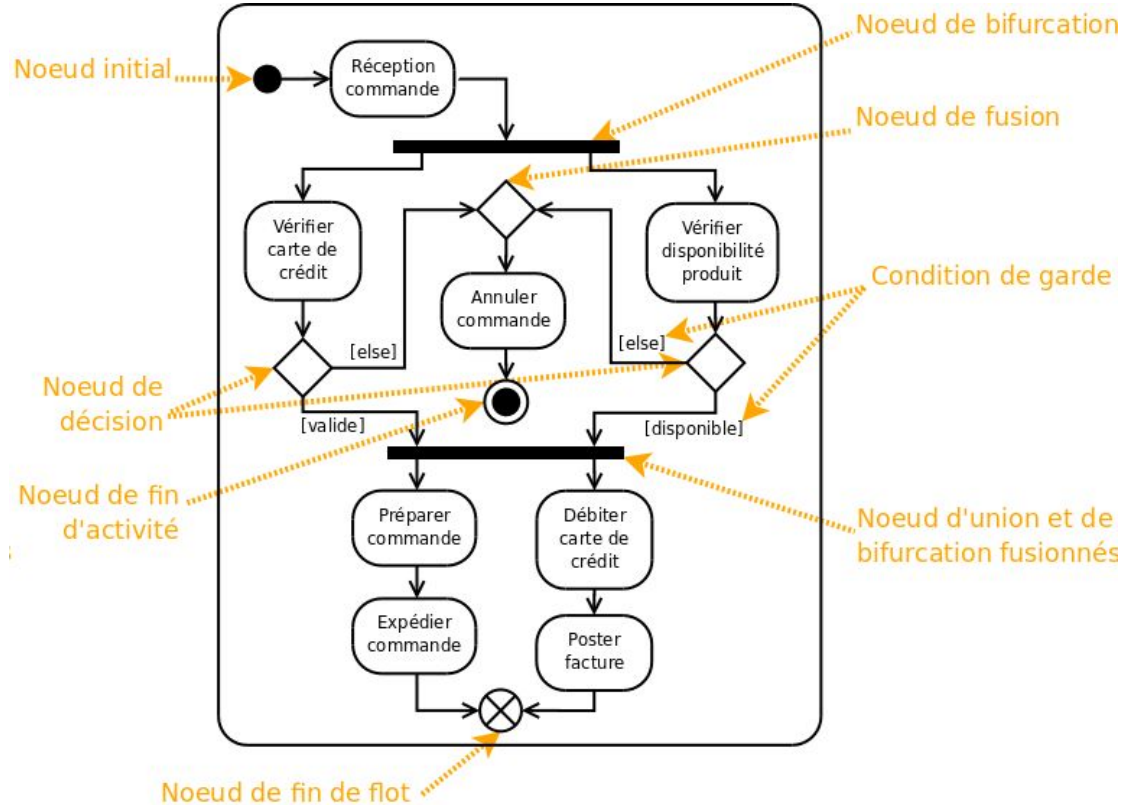 Noeud de bifurcation
Noeud initial
Réception
commande
Noeud de fusion
Vérifier
carte de
crédit
Vérifier
disponibilité
produit
Condition de garde
Annuler
commande
[else]
[else]
Noeud de
décision
[valide]
[disponible]
Noeud de fin
d'activité
Préparer
commande
Débiter
carte de
crédit
Noeud d'union et de
bifurcation fusionnés
s
Expédier
commande
Poster
facture
Noeud de fin de flot